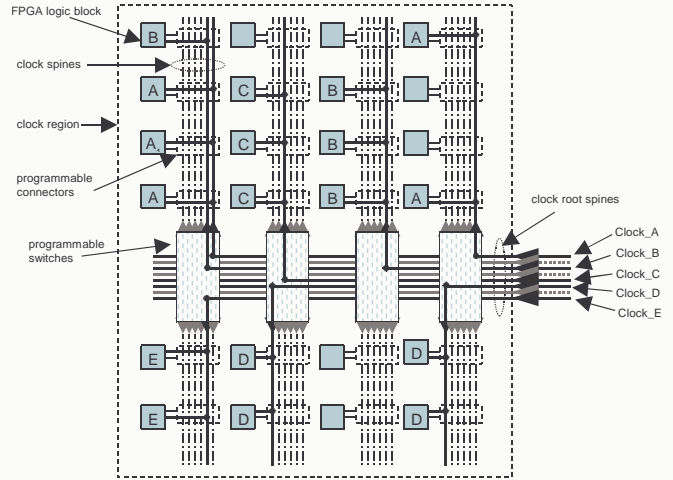 FPGA logic block
B
A
clock spines
A
C
B
clock region
A
C
B
programmable
connectors
A
C
B
A
clock root spines
programmable
switches
Clock_A
Clock_B
Clock_C
Clock_D
Clock_E
E
D
D
E
D
D